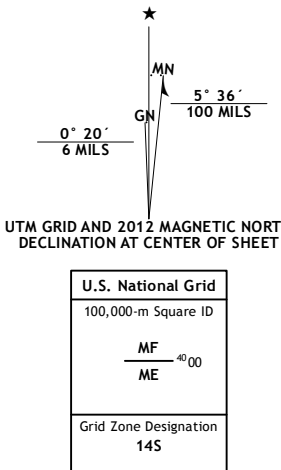 ★
MN
GN
5° 36´
100 MILS
0° 20´
6 MILS
UTM GRID AND 2012 MAGNETIC NORT
DECLINATION AT CENTER OF SHEET
U.S. National Grid
100,000-m Square ID
MF
4000
ME
Grid Zone Designation
14S